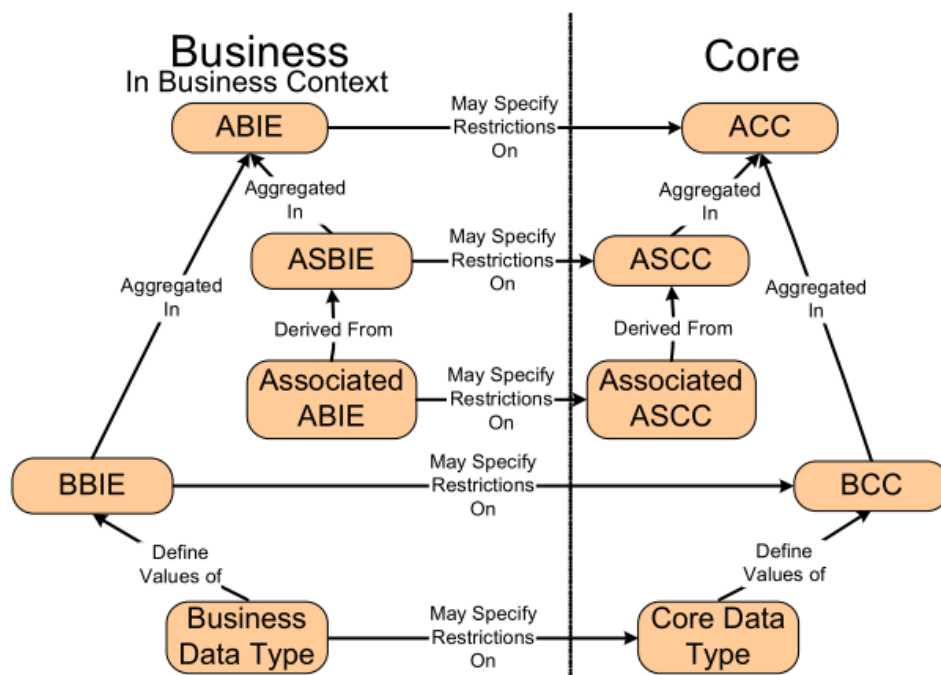 Business
In Business Context
Core
ABIE
May Specify
Restrictions
On
ACC
Aggregated
In
Aggregated
In
ASBIE
May Specify
Restrictions
On
ASCC
Aggregated
In
Aggregated
In
Derived From
Derived From
Associated
ABIE
May Specify
Restrictions
On
Associated
ASCC
BBIE
May Specify
Restrictions
On
BCC
Define
Values of
Define
Values of
Business
Data Type
May Specify
Restrictions
On
Core Data
Type